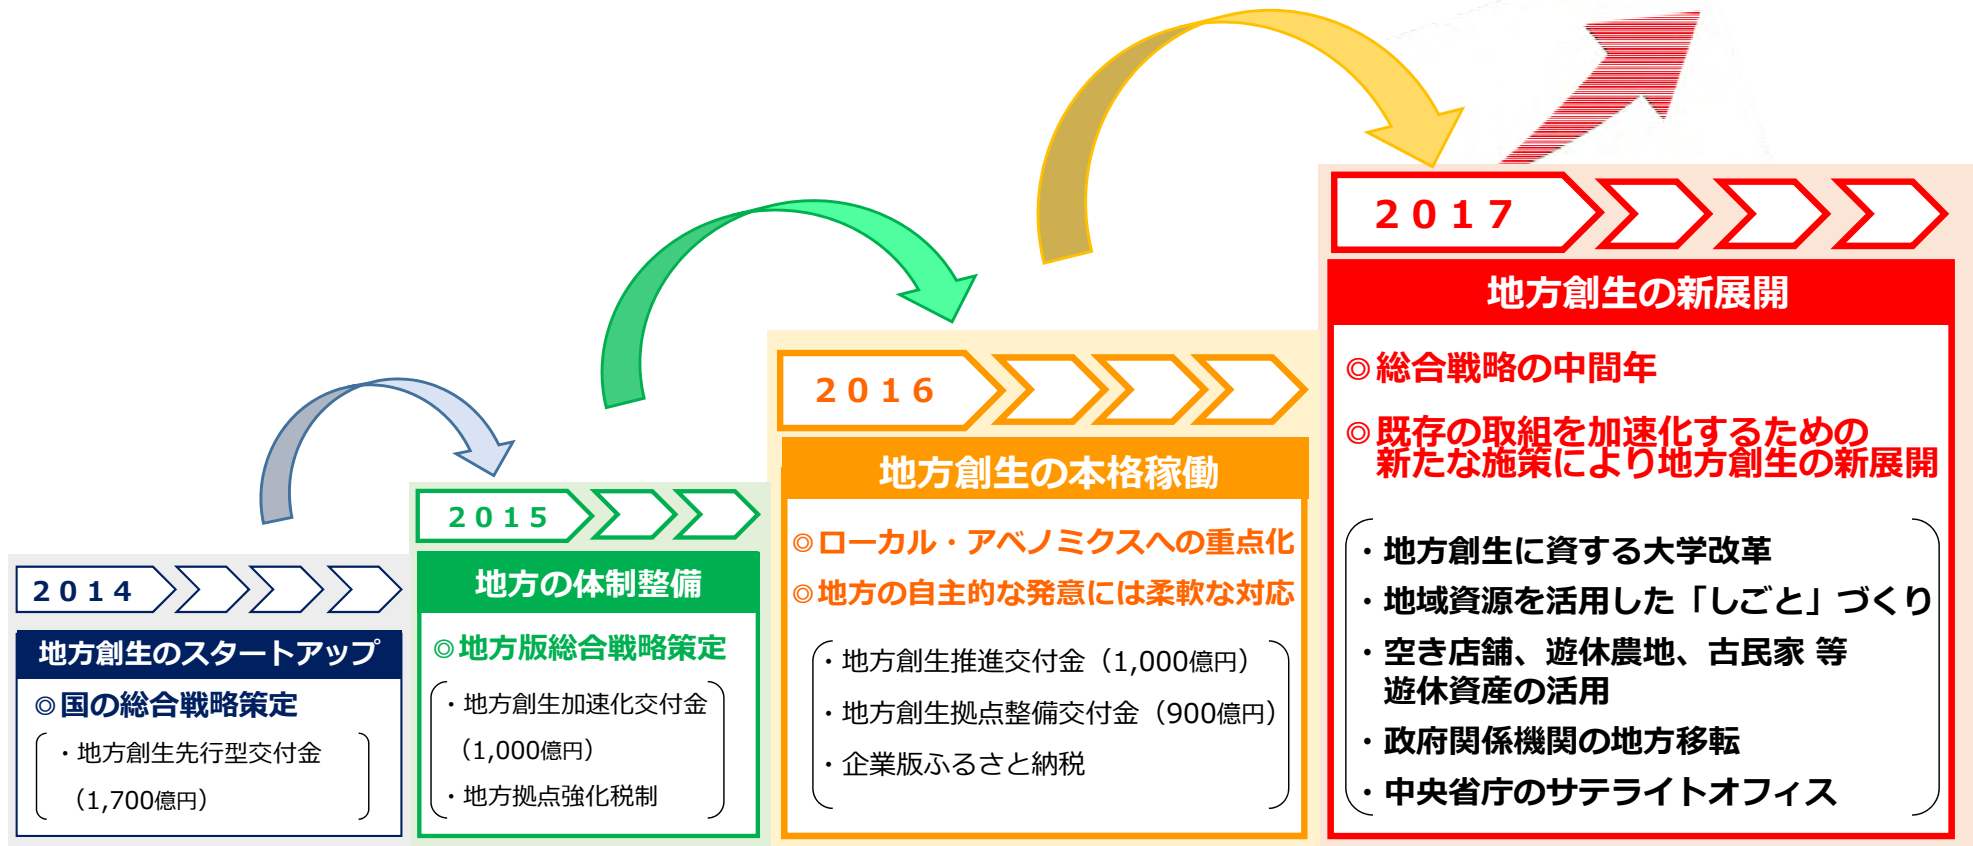 2014
地方創生のスタートアップ
◎国の総合戦略策定
・地方創生先行型交付金
（1,700億円）
2015
地方の体制整備
◎地方版総合戦略策定
・地方創生加速化交付金
（1,000億円）
・地方拠点強化税制
2016
地方創生の本格稼働
◎ローカル・アベノミクスへの重点化
◎地方の自主的な発意には柔軟な対応
・地方創生推進交付金（1,000億円）
・地方創生拠点整備交付金（900億円）
・企業版ふるさと納税
2017
地方創生の新展開
◎総合戦略の中間年
◎既存の取組を加速化するための
新たな施策により地方創生の新展開
・地方創生に資する大学改革
・地域資源を活用した「しごと」づくり
・空き店舗、遊休農地、古民家 等
遊休資産の活用
・政府関係機関の地方移転
・中央省庁のサテライトオフィス